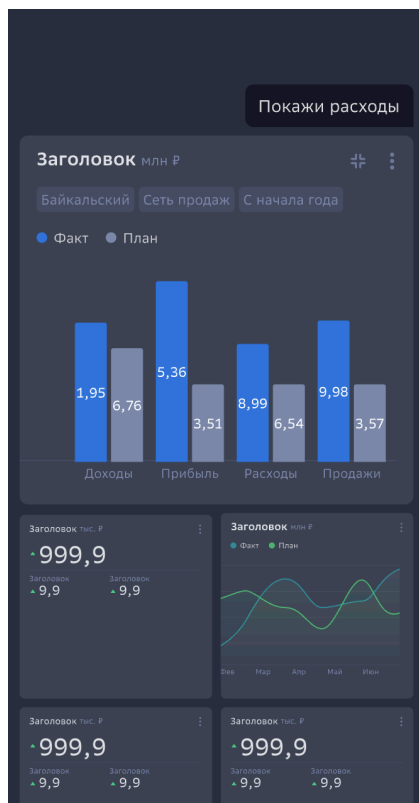 Покажи расходы
Заголовок млн ₽
Байкальский Сеть продаж С начала года
Факт План
1,95 6,76 5,36 3,51 8,99 6,54 9,98 3,57
Доходы Прибыль Расходы Продажи
Заголовок тыс. ₽
999,9
Заголовок Заголовок
9,9 9,9
Заголовок млн ₽
Факт План
Фев Мар Апр Май Июн
Заголовок тыс. ₽
999,9
Заголовок Заголовок
9,9 9,9
Заголовок тыс. ₽
999,9
Заголовок Заголовок
9,9 9,9